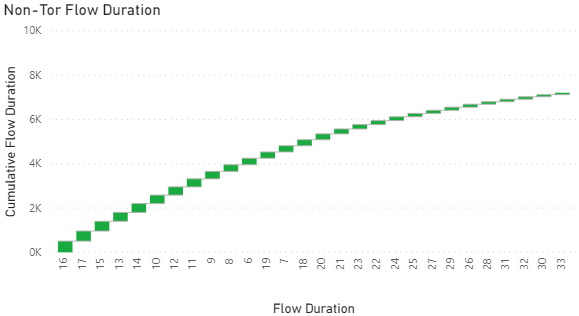 Non-Tor Flow Duration
10K
8K
6K
4K
2K
0K
Cumulative Flow Duration
16 17 15 13 14 10 12 11 9 8 6 19 7 18 20 21 23 22 24 25 27 29 26 28 31 32 30 33
Flow Duration